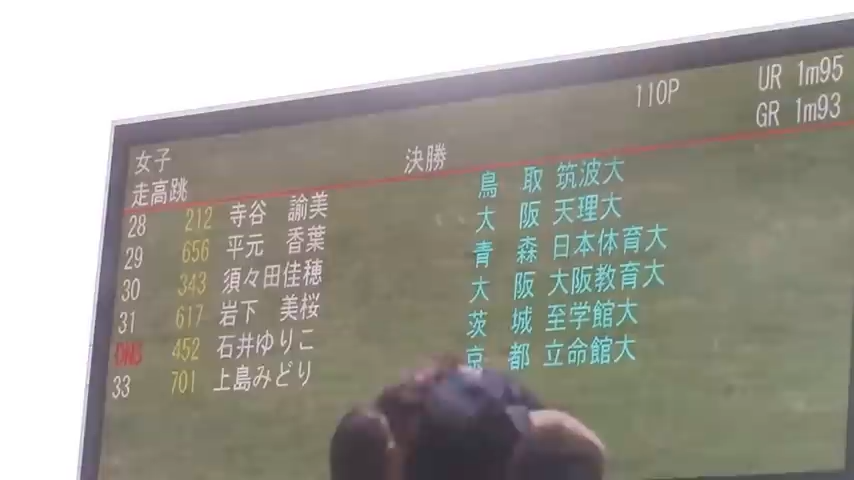 110P UR 1m95
GR 1m93
女子 決勝
走高跳
28 212 寺谷 諭美 鳥取 筑波大
29 656 平元 香葉 大阪 天理大
30 343 須々田佳穂 青森 日本体育大
31 617 岩下 美桜 大阪 大阪教育大
DNS 452 石井ゆりこ 茨城 至学館大
33 701 上島みどり 京都 立命館大